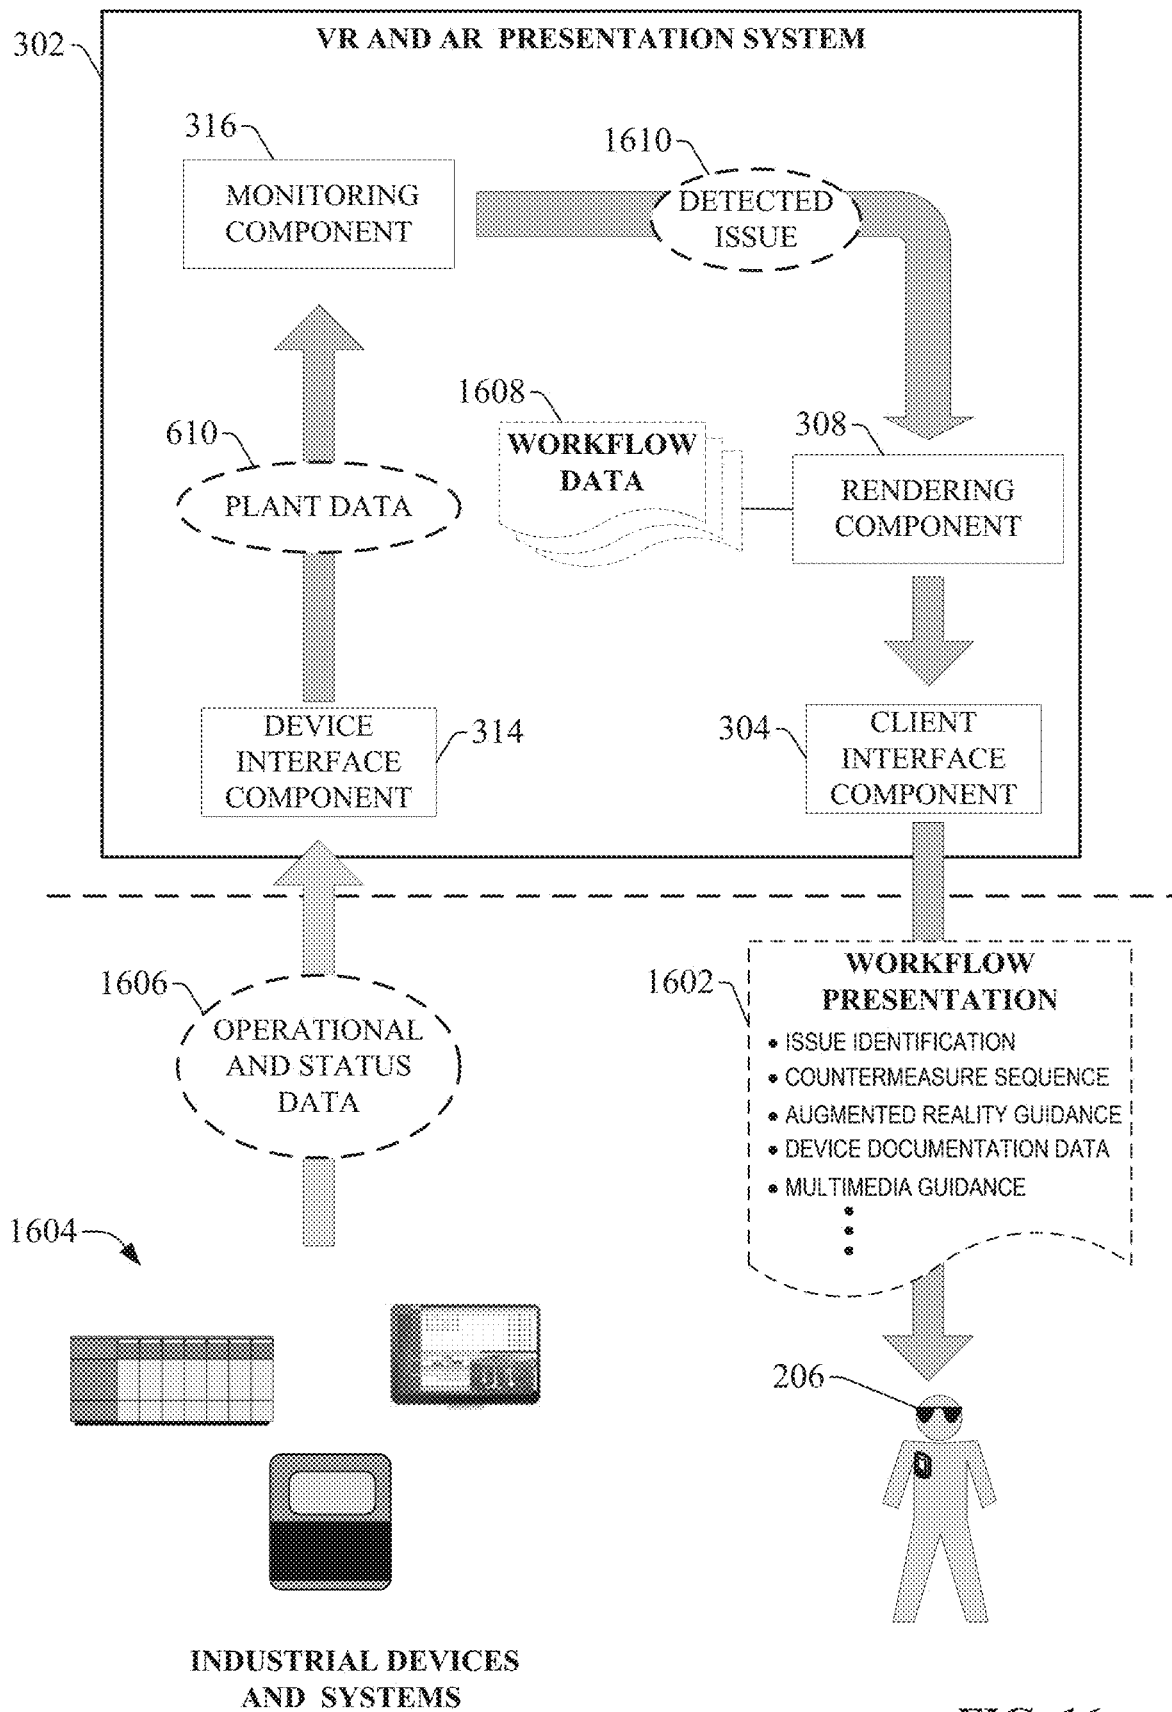 VR AND AR PRESENTATION SYSTEM
302
316
MONITORING
COMPONENT
1610
DETECTED
ISSUE
1608
WORKFLOW
DATA
308
RENDERING
COMPONENT
610
PLANT DATA
DEVICE
INTERFACE
COMPONENT
314
304
CLIENT
INTERFACE
COMPONENT
1606
OPERATIONAL
AND STATUS
DATA
1602
WORKFLOW
PRESENTATION
• ISSUE IDENTIFICATION
• COUNTERMEASURE SEQUENCE
• AUGMENTED REALITY GUIDANCE
• DEVICE DOCUMENTATION DATA
• MULTIMEDIA GUIDANCE
1604
206
INDUSTRIAL DEVICES
AND SYSTEMS